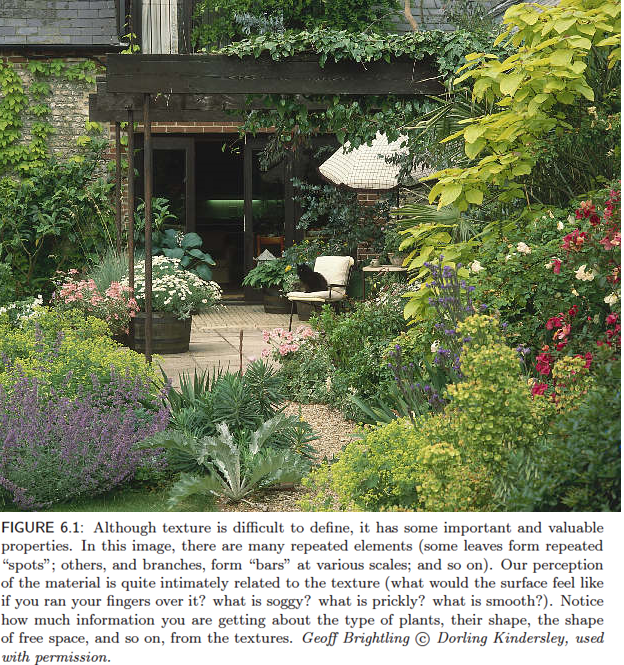 FIGURE 6.1: Although texture is difficult to define, it has some important and valuable
properties. In this image, there are many repeated elements (some leaves form repeated
“spots”; others, and branches, form “bars” at various scales; and so on). Our perception
of the material is quite intimately related to the texture (what would the surface feel like
if you ran your fingers over it? what is soggy? what is prickly? what is smooth?). Notice
how much information you are getting about the type of plants, their shape, the shape
of free space, and so on, from the textures. Geoff Brightling © Dorling Kindersley, used
with permission.